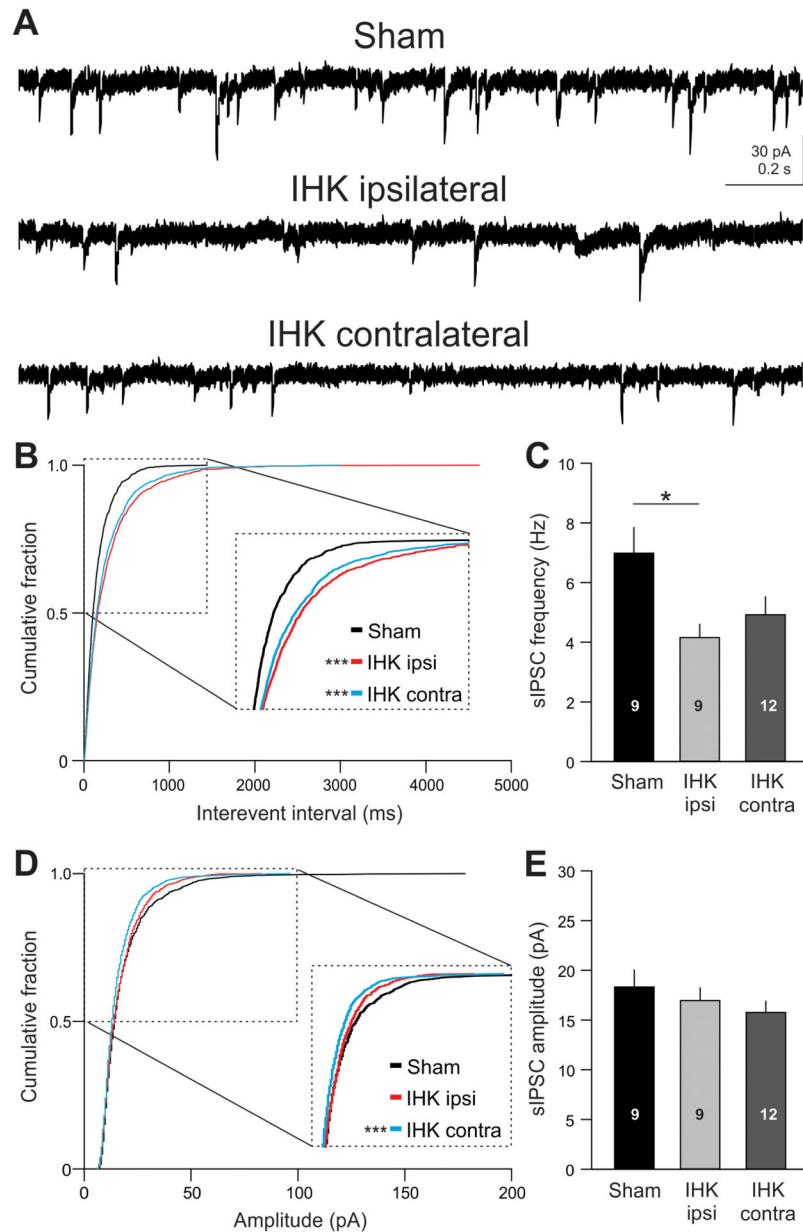 A
Sham
30 pA
0.2 s
IHK ipsilateral
IHK contralateral
B
1.0
0.5
0
Cumulative fraction
Sham
*** IHK ipsi
*** IHK contra
0 1000 2000 3000 4000 5000
Interevent interval (ms)
C
10
8
6
4
2
0
sIPSC frequency (Hz)
*
9 9 12
Sham IHK IHK
ipsi contra
D
1.0
0.5
0
Cumulative fraction
Sham
IHK ipsi
*** IHK contra
0 50 100 150 200
Amplitude (pA)
E
30
25
20
15
10
5
0
sIPSC amplitude (pA)
9 9 12
Sham IHK IHK
ipsi contra